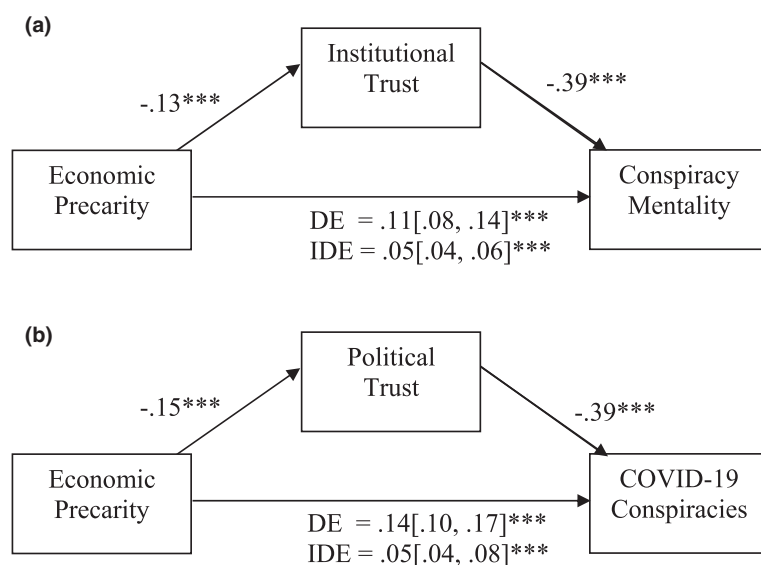 (a)
Institutional
Trust
-.13***
-.39***
Economic
Precarity
Conspiracy
Mentality
DE = .11[.08, .14]***
IDE = .05[.04, .06]***
(b)
Political
Trust
-.15***
-.39***
Economic
Precarity
COVID-19
Conspiracies
DE = .14[.10, .17]***
IDE = .05[.04, .08]***